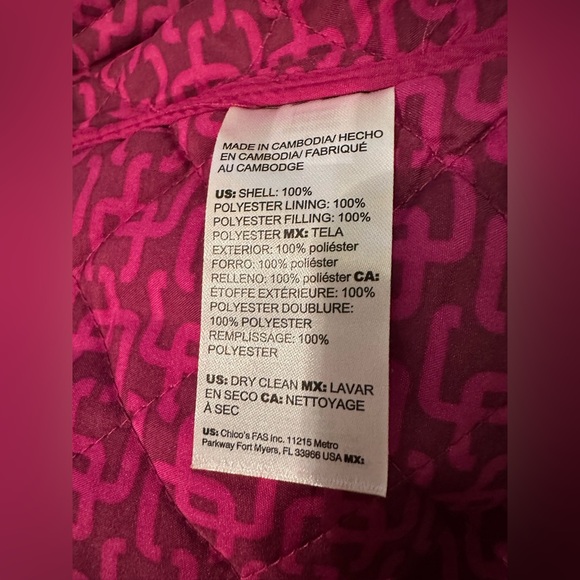 MADE IN CAMBODIA/ HECHO
EN CAMBODIA/ FABRIQUÉ
AU CAMBODGE
US: SHELL: 100%
POLYESTER LINING: 100%
POLYESTER FILLING: 100%
POLYESTER MX: TELA
EXTERIOR: 100% poliéster
FORRO: 100% poliéster
RELLENO: 100% poliéster CA:
ÉTOFFE EXTÉRIEURE: 100%
POLYESTER DOUBLURE:
100% POLYESTER
REMPLISSAGE: 100%
POLYESTER
US: DRY CLEAN MX: LAVAR
EN SECO CA: NETTOYAGE
À SEC
US: Chico's FAS Inc. 11215 Metro
Parkway Fort Myers, FL 33966 USA MX: